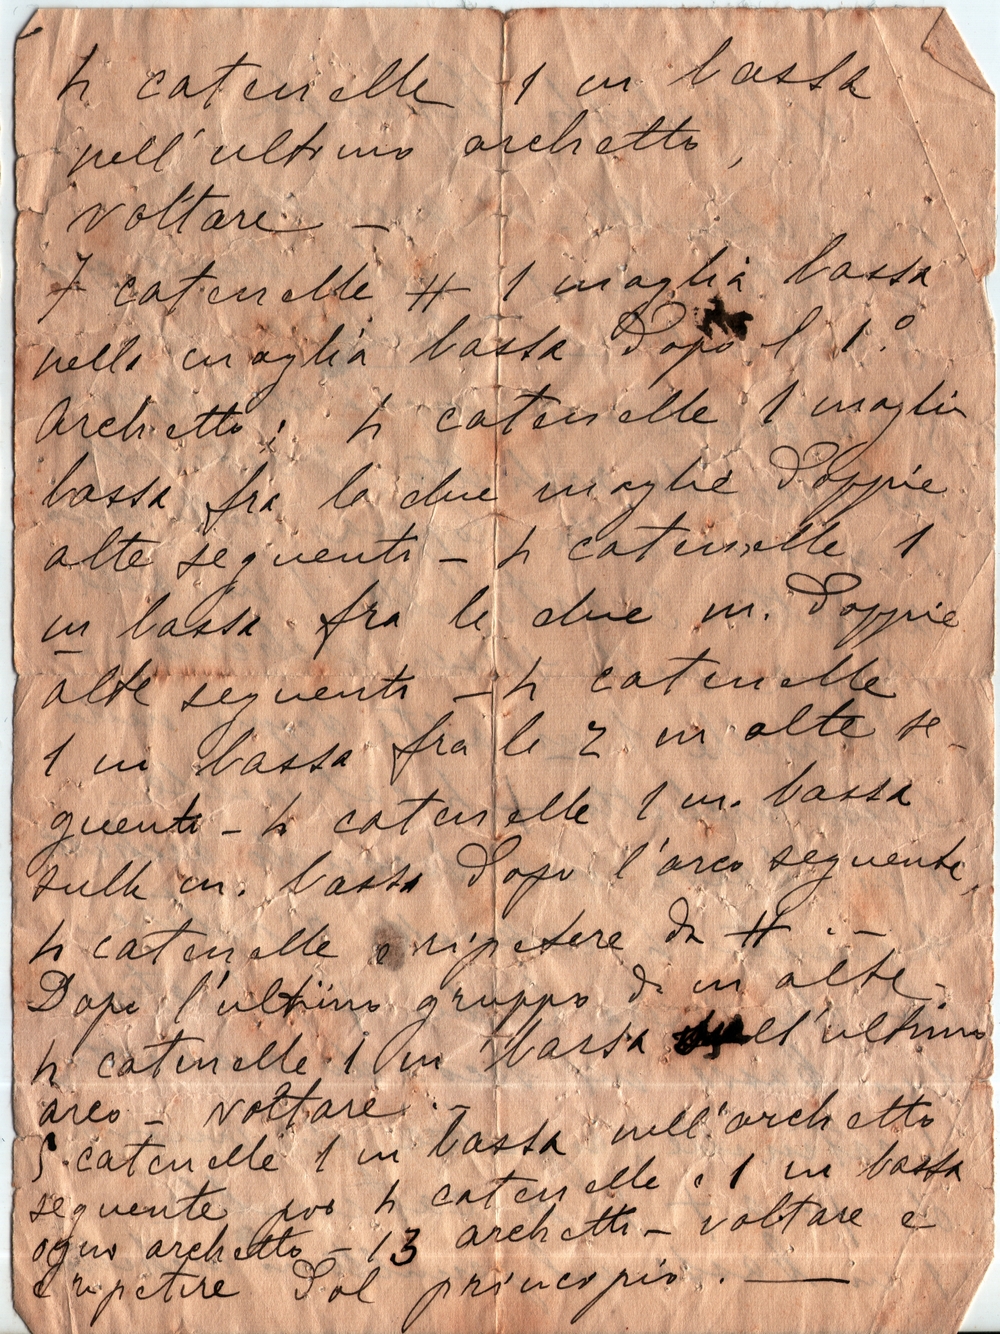 4 catenelle 1 m bassa
nell'ultimo archetto,
voltare —
7 catenelle # 1 maglia bassa
nella maglia bassa dopo l 1.º
archetto; 4 catenelle 1 maglia
bassa fra le due maglie doppie
alte seguenti – 4 catenelle 1
m bassa fra le due m. doppie
alte seguenti – 4 catenelle
1 m bassa fra le 2 m alte se-
guenti – 4 catenelle 1 m. bassa
sulla m. bassa dopo l'arco seguente,
4 catenelle e ripetere da # . –
Dopo l'ultimo gruppo di m alte.
4 catenelle 1 m bassa nell'ultimo
arco – voltare . –
5 catenelle 1 m bassa nell'archetto
seguente poi 4 catenelle e 1 m bassa
ogni archetto – 13 archetti – voltare e
ripetere dal principio . —